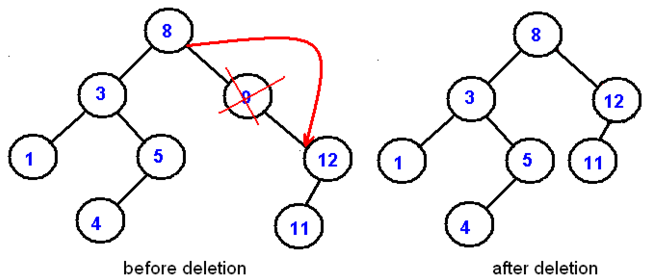 8 8
3 9 3 12
1 5 12 1 5 11
4 11 4
before deletion after deletion